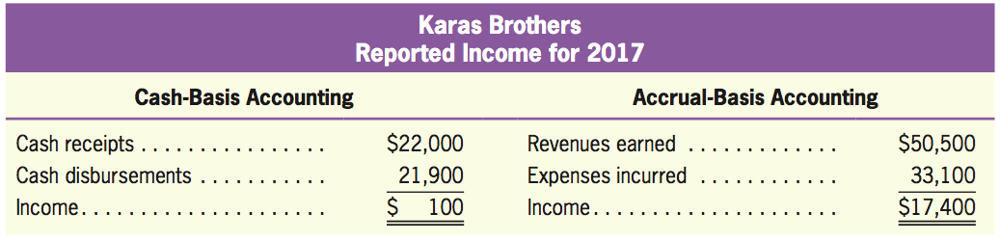 Karas Brothers
Reported Income for 2017
Cash-Basis Accounting Accrual-Basis Accounting
Cash receipts . . . . . . . . . . . . . . . . $22,000 Revenues earned . . . . . . . . . . . . . $50,500
Cash disbursements . . . . . . . . . . . 21,900 Expenses incurred . . . . . . . . . . . . 33,100
Income. . . . . . . . . . . . . . . . . . . . . $ 100 Income. . . . . . . . . . . . . . . . . . . . . $17,400